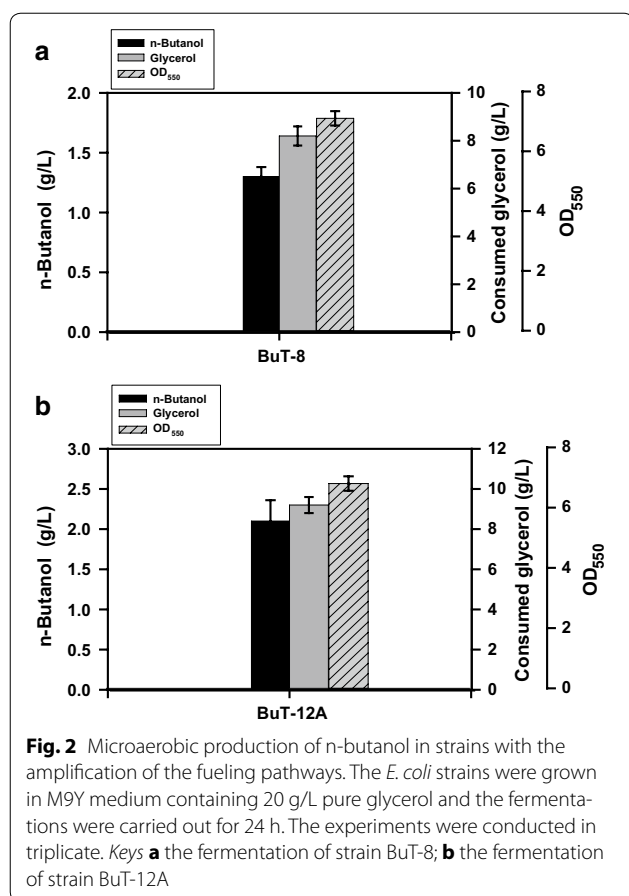 a
n-Butanol
Glycerol
OD550
2.0
1.5
1.0
0.5
0.0
n-Butanol (g/L)
10
8
6
4
2
0
Consumed glycerol (g/L)
8
6
4
2
0
OD550
BuT-8
b
n-Butanol
Glycerol
OD550
3.0
2.5
2.0
1.5
1.0
0.5
0.0
n-Butanol (g/L)
12
10
8
6
4
2
0
Consumed glycerol (g/L)
8
6
4
2
0
OD550
BuT-12A
Fig. 2 Microaerobic production of n-butanol in strains with the
amplification of the fueling pathways. The E. coli strains were grown
in M9Y medium containing 20 g/L pure glycerol and the fermenta-
tions were carried out for 24 h. The experiments were conducted in
triplicate. Keys a the fermentation of strain BuT-8; b the fermentation
of strain BuT-12A